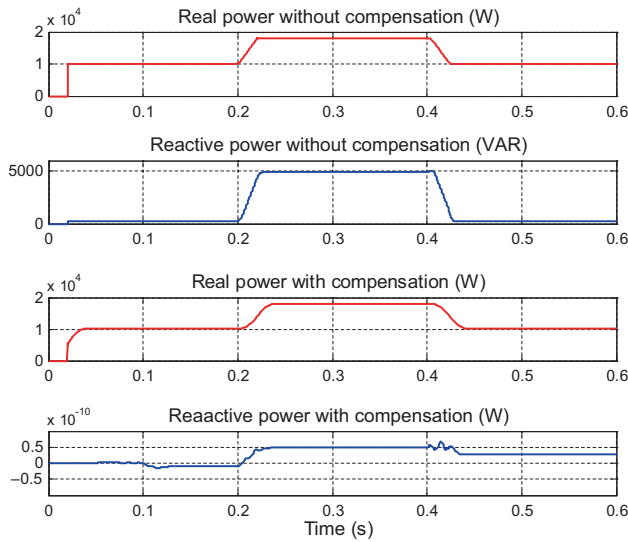 Real power without compensation (W)
x 10⁴
2
1
0
0 0.1 0.2 0.3 0.4 0.5 0.6
Reactive power without compensation (VAR)
5000
0
0 0.1 0.2 0.3 0.4 0.5 0.6
Real power with compensation (W)
x 10⁴
2
1
0
0 0.1 0.2 0.3 0.4 0.5 0.6
Reaactive power with compensation (W)
x 10⁻¹⁰
0.5
0
−0.5
0 0.1 0.2 0.3 0.4 0.5 0.6
Time (s)